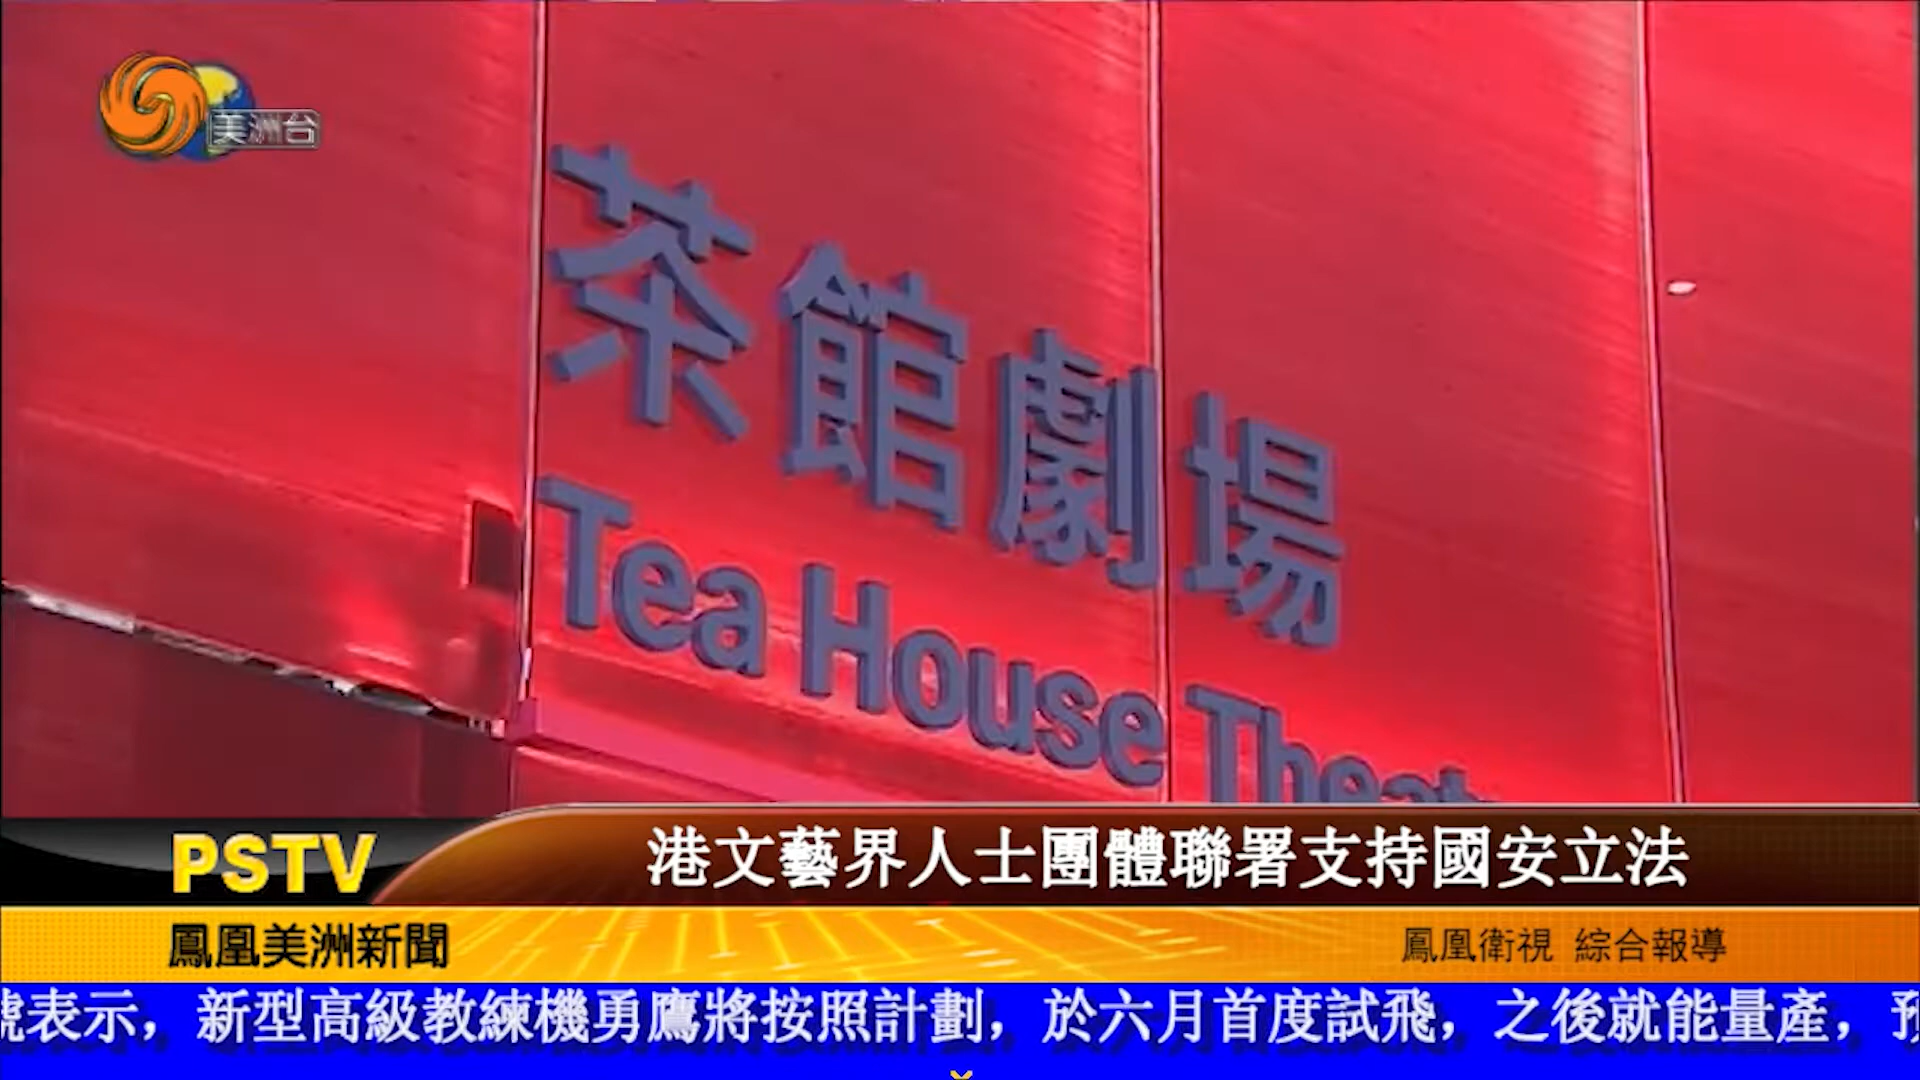 美洲台
茶館劇場
Tea House Theatr
PSTV
港文藝界人士團體聯署支持國安立法
鳳凰美洲新聞
鳳凰衛視 綜合報導
號表示，新型高級教練機勇鷹將按照計劃，於六月首度試飛，之後就能量產，預